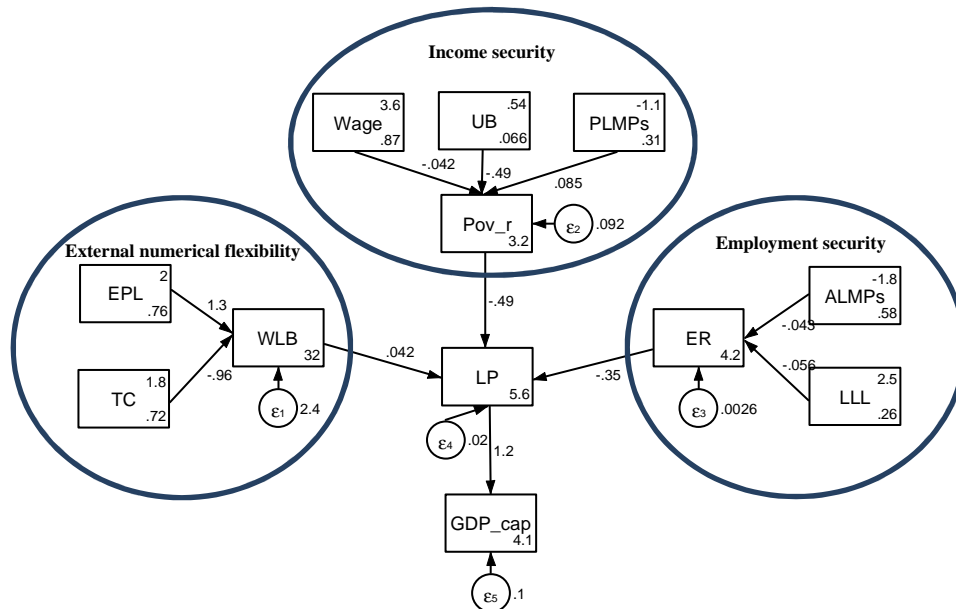 Income security
3.6
Wage
.87
.54
UB
.066
-1.1
PLMPs
.31
-.042
-.49
.085
Pov_r
3.2
ε2
.092
External numerical flexibility
2
EPL
.76
1.3
WLB
32
1.8
TC
.72
-.96
ε1
2.4
.042
-.49
LP
5.6
ε4
.02
1.2
-.35
Employment security
-1.8
ALMPs
.58
-.043
ER
4.2
-.056
2.5
LLL
.26
ε3
.0026
GDP_cap
4.1
ε5
.1